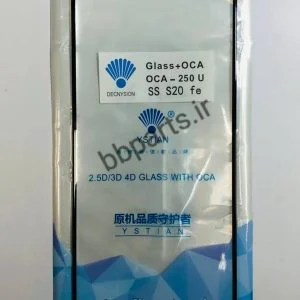 Glass+OCA
OCA - 250 U
SS S20 fe
DECNYSION
bbparts.ir
®
YSTIAN
2.5D/3D 4D GLASS WITH OCA
原机品质守护者
YSTIAN